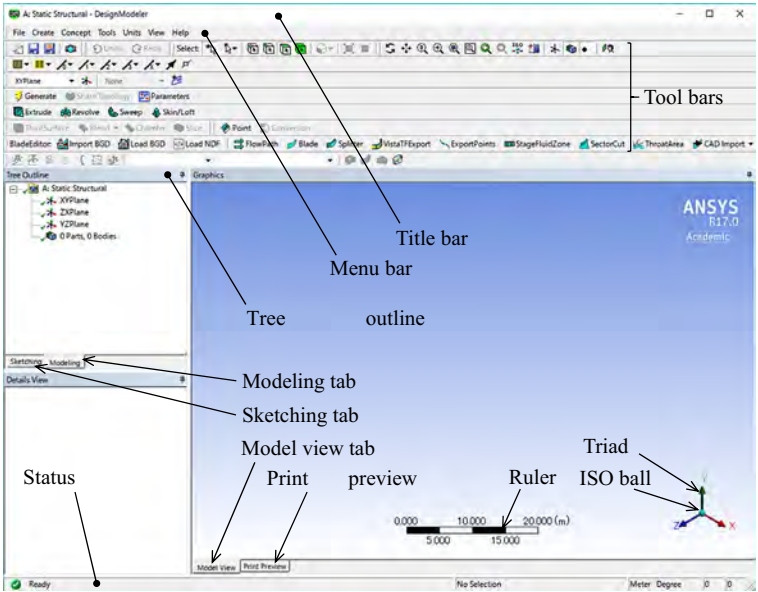 A: Static Structural - DesignModeler
File Create Concept Tools Units View Help
Undo Redo Select:
XYPlane None
Generate Share Topology Parameters
Extrude Revolve Sweep Skin/Loft
Thin/Surface Blend Chamfer Slice Point Conversion
BladeEditor: Import BGD Load BGD Load NDF FlowPath Blade Splitter VistaTFExport ExportPoints StageFluidZone SectorCut ThroatArea CAD Import
Tool bars
Tree Outline
Graphics
A: Static Structural
XYPlane
ZXPlane
YZPlane
0 Parts, 0 Bodies
ANSYS
R17.0
Academic
Title bar
Menu bar
Tree outline
Sketching Modeling
Details View
Modeling tab
Sketching tab
Model view tab
Status
Print preview
Ruler
Triad
ISO ball
0.000 10.000 20.000 (m)
5.000 15.000
Y
Z X
Model View Print Preview
Ready
No Selection
Meter Degree 0 0